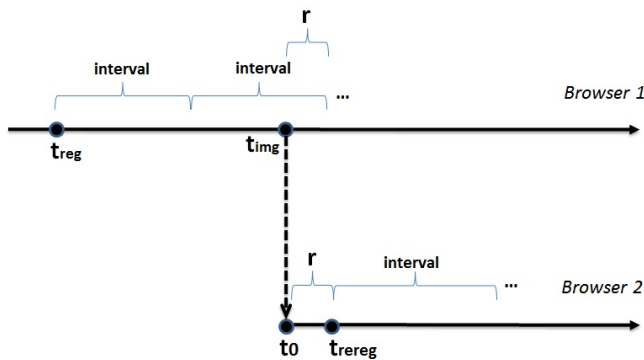 r
interval interval ... Browser 1
treg timg
r interval ... Browser 2
t0 trereg